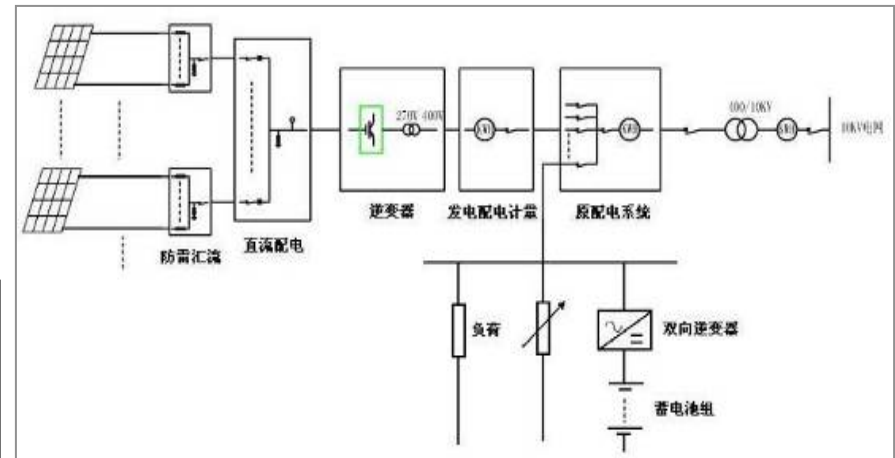 270V 400V
400/10KV
10KV电网
逆变器
发电配电计量
原配电系统
防雷汇流
直流配电
负荷
双向逆变器
蓄电池组